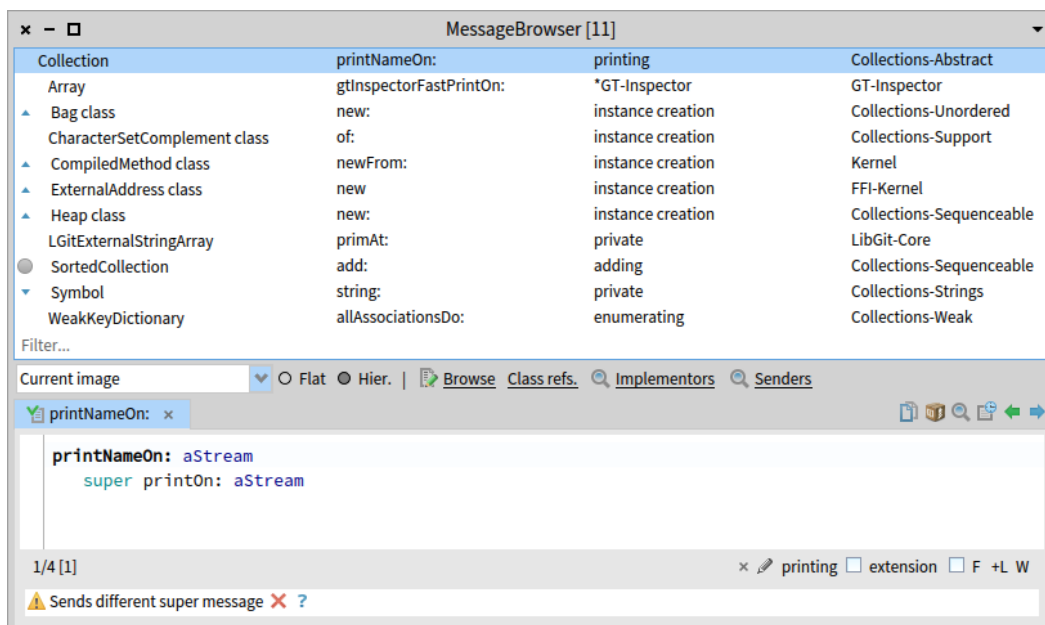 MessageBrowser [11]
Collection printNameOn: printing Collections-Abstract
Array gtInspectorFastPrintOn: *GT-Inspector GT-Inspector
Bag class new: instance creation Collections-Unordered
CharacterSetComplement class of: instance creation Collections-Support
CompiledMethod class newFrom: instance creation Kernel
ExternalAddress class new instance creation FFI-Kernel
Heap class new: instance creation Collections-Sequenceable
LGitExternalStringArray primAt: private LibGit-Core
SortedCollection add: adding Collections-Sequenceable
Symbol string: private Collections-Strings
WeakKeyDictionary allAssociationsDo: enumerating Collections-Weak
Filter...
Current image Flat Hier. | Browse Class refs. Implementors Senders
printNameOn: ×
printNameOn: aStream
super printOn: aStream
1/4 [1] × printing extension F +L W
Sends different super message ?